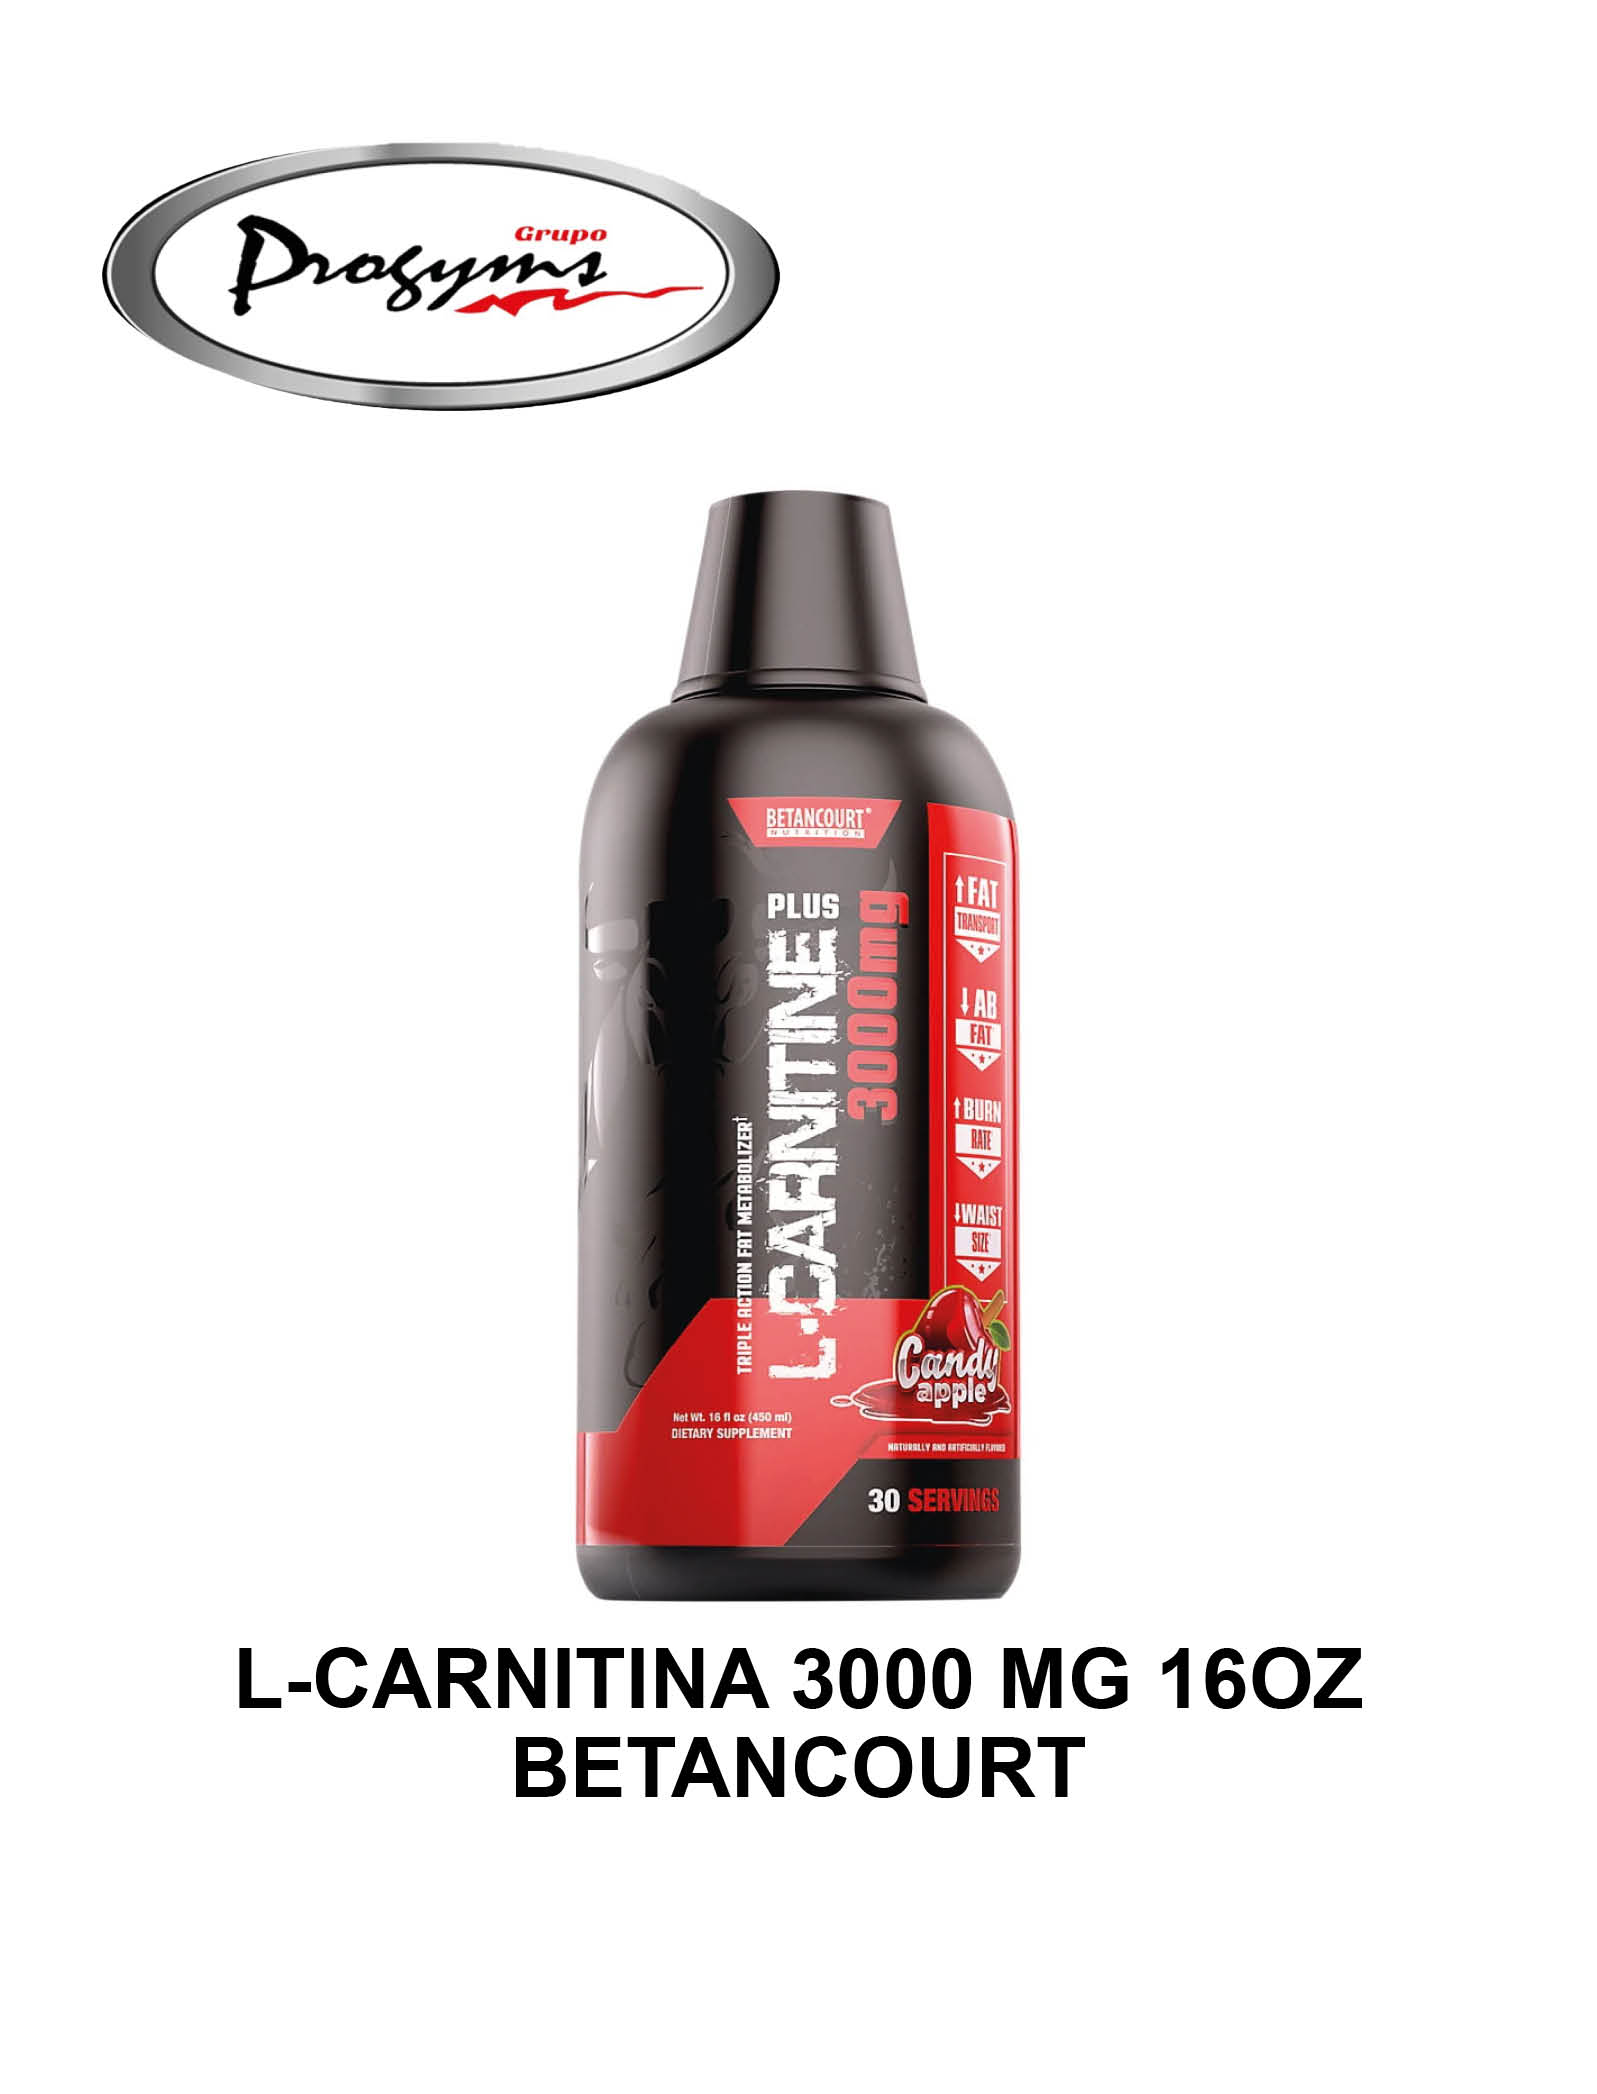 Grupo
Progyms
BETANCOURT®
NUTRITION
TRIPLE ACTION FAT METABOLIZER†
L-CARNITINE PLUS
3000mg
↑FAT
TRANSPORT
↓AB
FAT
↑BURN
RATE
↓WAIST
SIZE
Candy
apple
NATURALLY AND ARTIFICIALLY FLAVORED
Net Wt. 16 fl oz (450 ml)
DIETARY SUPPLEMENT
30 SERVINGS
L-CARNITINA 3000 MG 16OZ
BETANCOURT